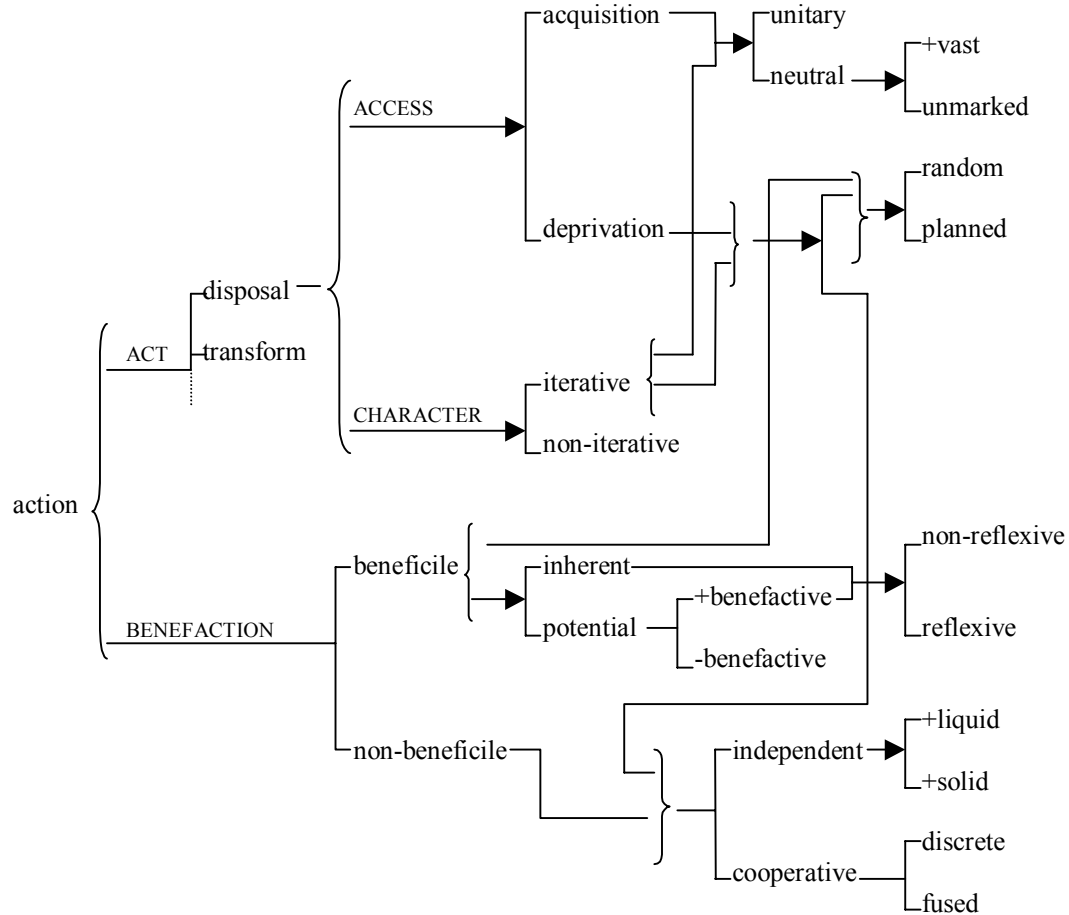 acquisition
unitary
+vast
neutral
ACCESS
unmarked
random
deprivation
planned
disposal
ACT
transform
iterative
CHARACTER
non-iterative
action
non-reflexive
beneficile
inherent
+benefactive
BENEFACTION
potential
reflexive
-benefactive
+liquid
non-beneficile
independent
+solid
discrete
cooperative
fused